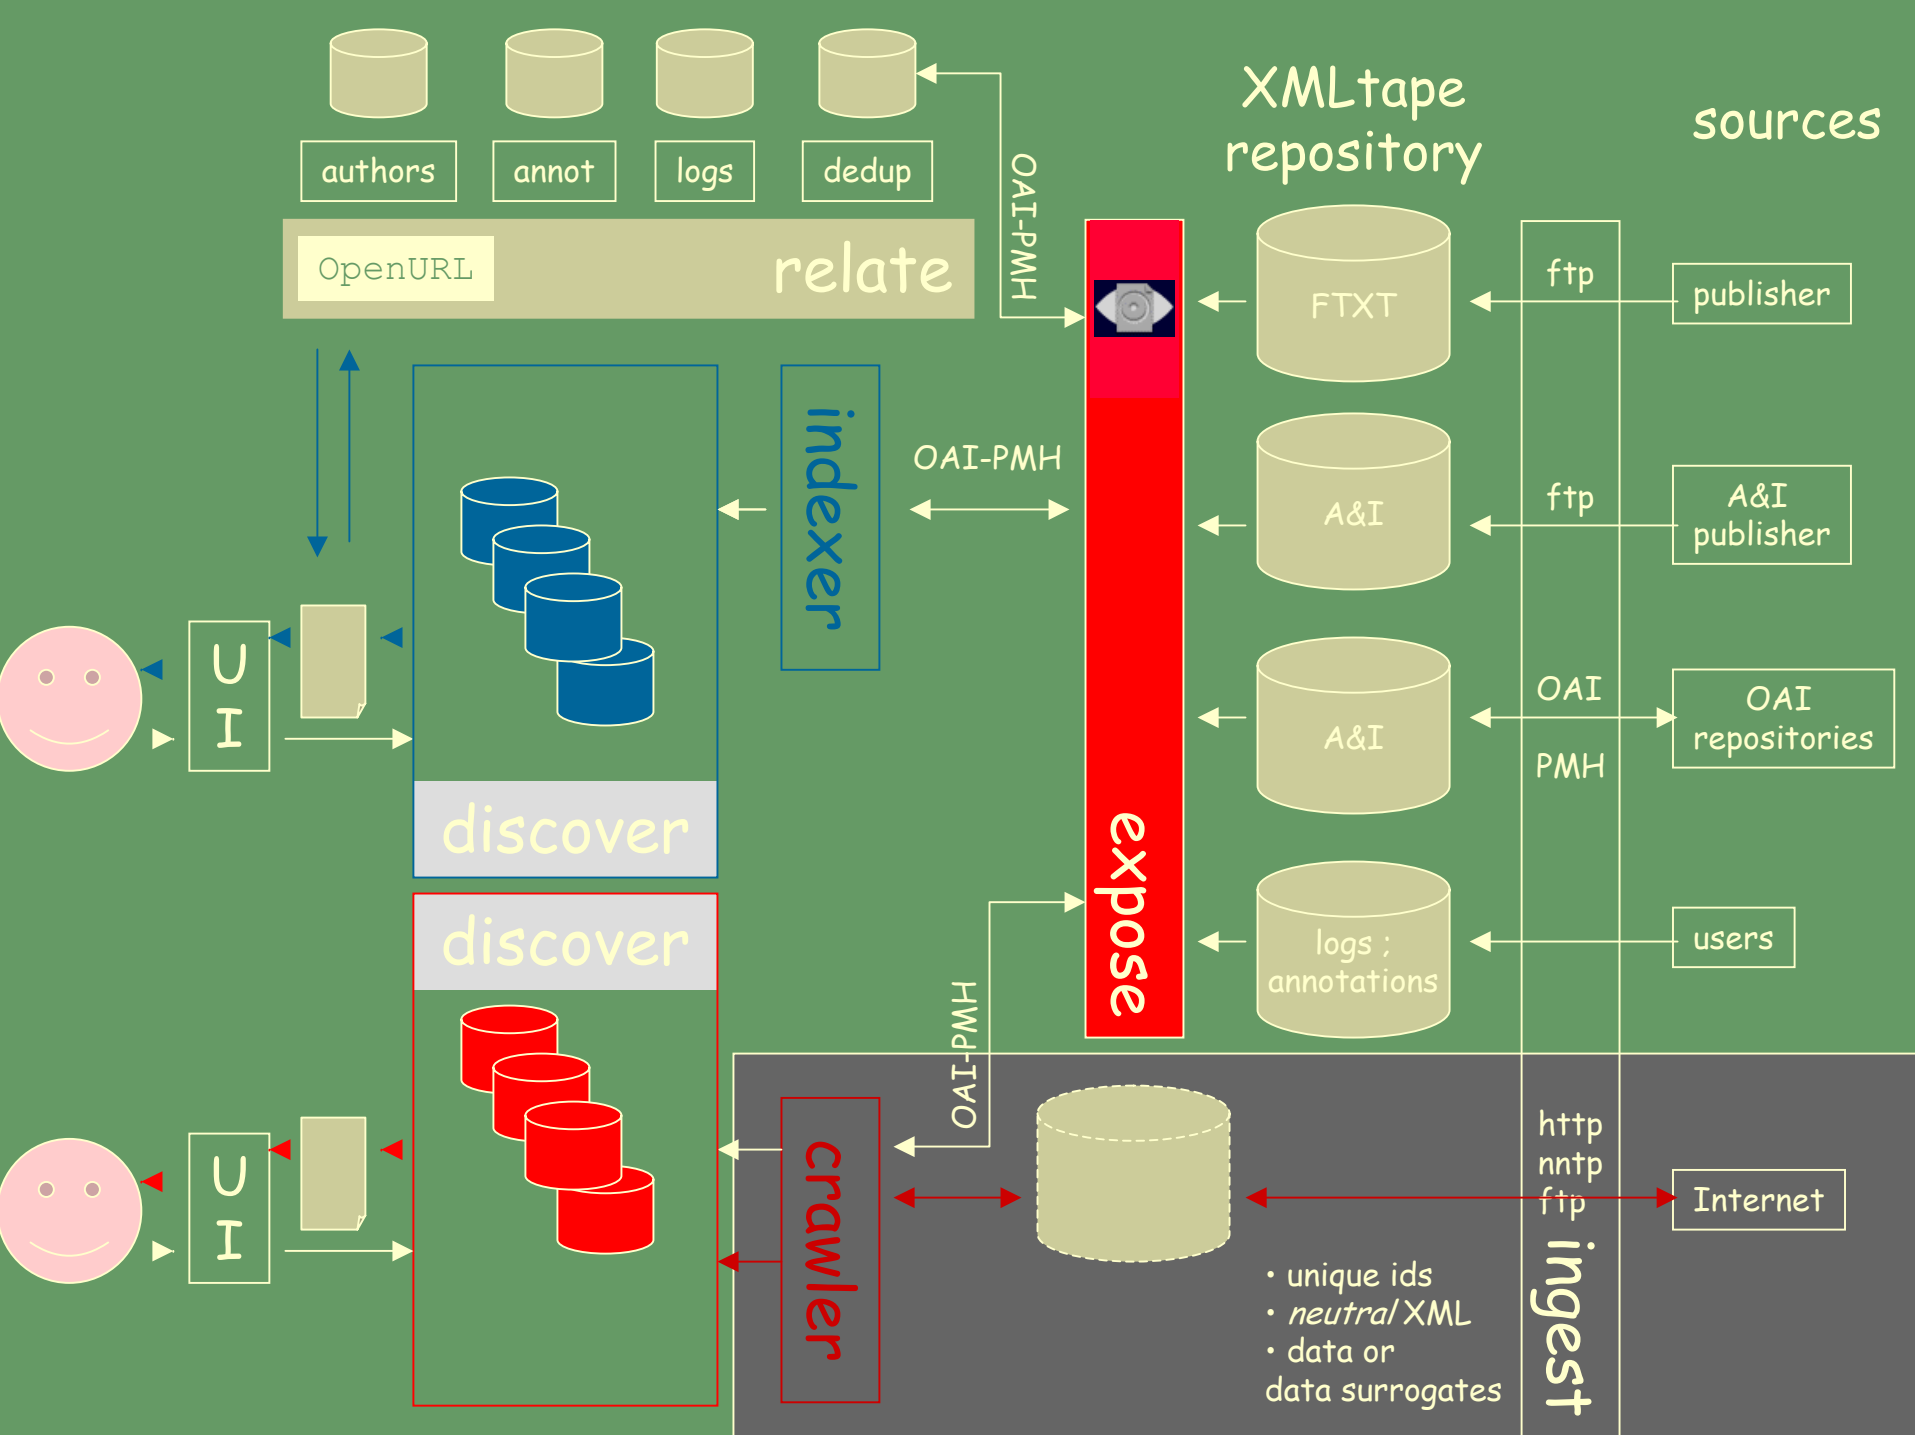 XMLtape
repository
sources
authors
annot
logs
dedup
OAI-PMH
OpenURL
relate
ftp
publisher
FTXT
indexer
OAI-PMH
ftp
A&I
publisher
A&I
U
I
OAI
PMH
OAI
repositories
A&I
discover
expose
discover
logs ;
annotations
users
OAI-PMH
U
I
crawler
http
nntp
ftp
Internet
ingest
• unique ids
• neutral XML
• data or
data surrogates